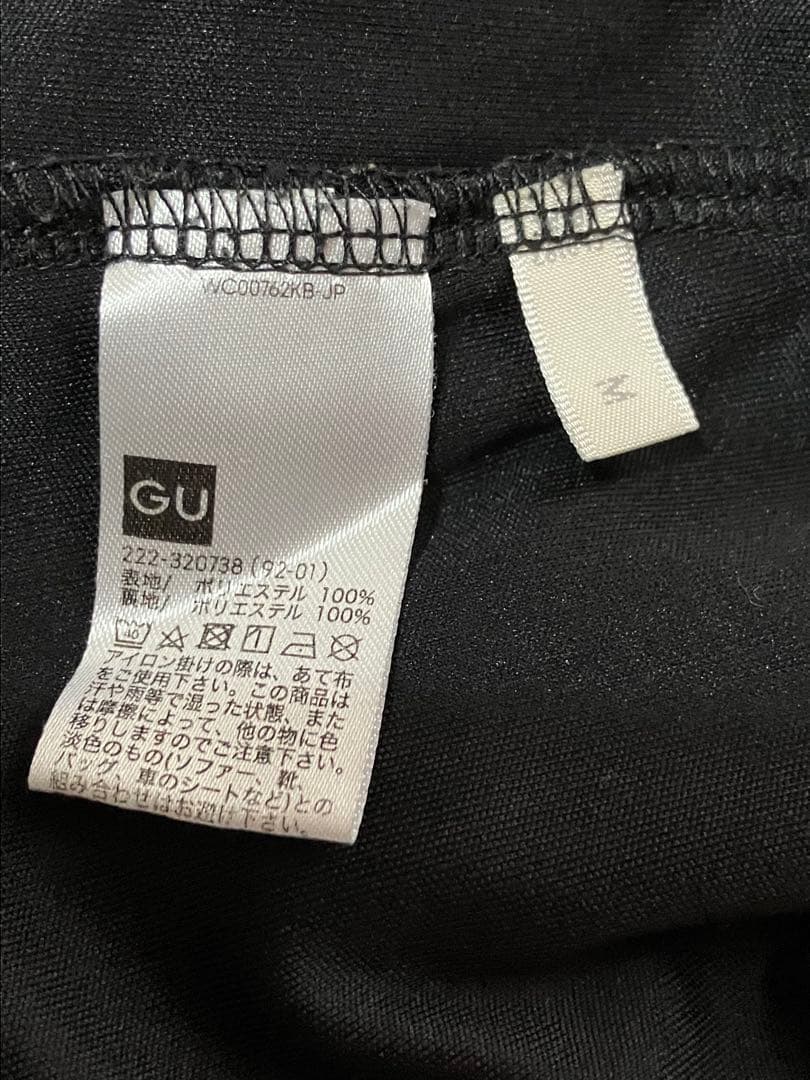 WC00762KB-JP
M
GU
222-320738 (92-01)
表地/ ポリエステル 100%
裏地/ ポリエステル 100%
40
アイロン掛けの際は、あて布
をご使用下さい。この商品は
汗や雨等で湿った状態、また
は摩擦によって、他の物に色
移りしますのでご注意下さい。
淡色のもの(ソファー、靴、
バッグ、車のシートなど)との
組み合わせはお避け下さい。